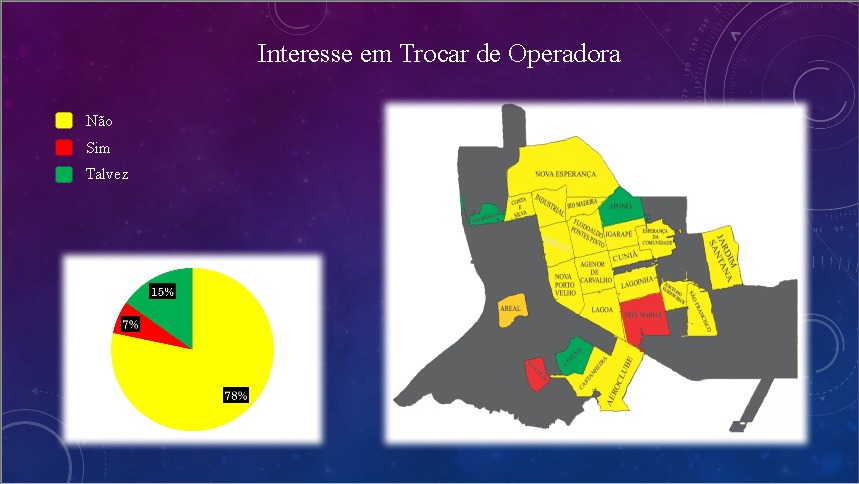 Interesse em Trocar de Operadora
Não
Sim
Talvez
15%
7%
78%
NOVA ESPERANÇA
COSTA
E
SILVA
INDUSTRIAL
RIO MADEIRA
APONIÃ
FLODOALDO
PONTES PINTO
IGARAPÉ
ESPERANÇA
DA
COMUNIDADE
JARDIM
SANTANA
CUNIÃ
AGENOR
DE
CARVALHO
NOVA
PORTO
VELHO
LAGOINHA
SÃO FRANCISCO
LAGOA
TRES MARIAS
AREAL
COHAB
CASTANHEIRA
AEROCLUBE